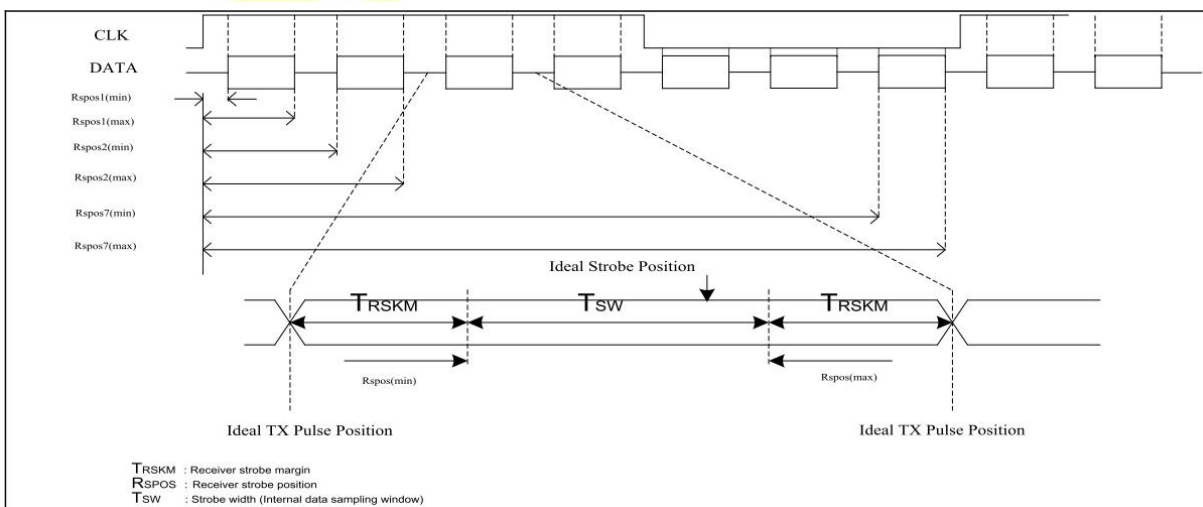 CLK
DATA
Rspos1(min)
Rspos1(max)
Rspos2(min)
Rspos2(max)
Rspos7(min)
Rspos7(max)
Ideal Strobe Position
TRSKM
TSW
TRSKM
Rspos(min)
Rspos(max)
Ideal TX Pulse Position
Ideal TX Pulse Position
TRSKM : Receiver strobe margin
RSPOS : Receiver strobe position
TSW : Strobe width (Internal data sampling window)